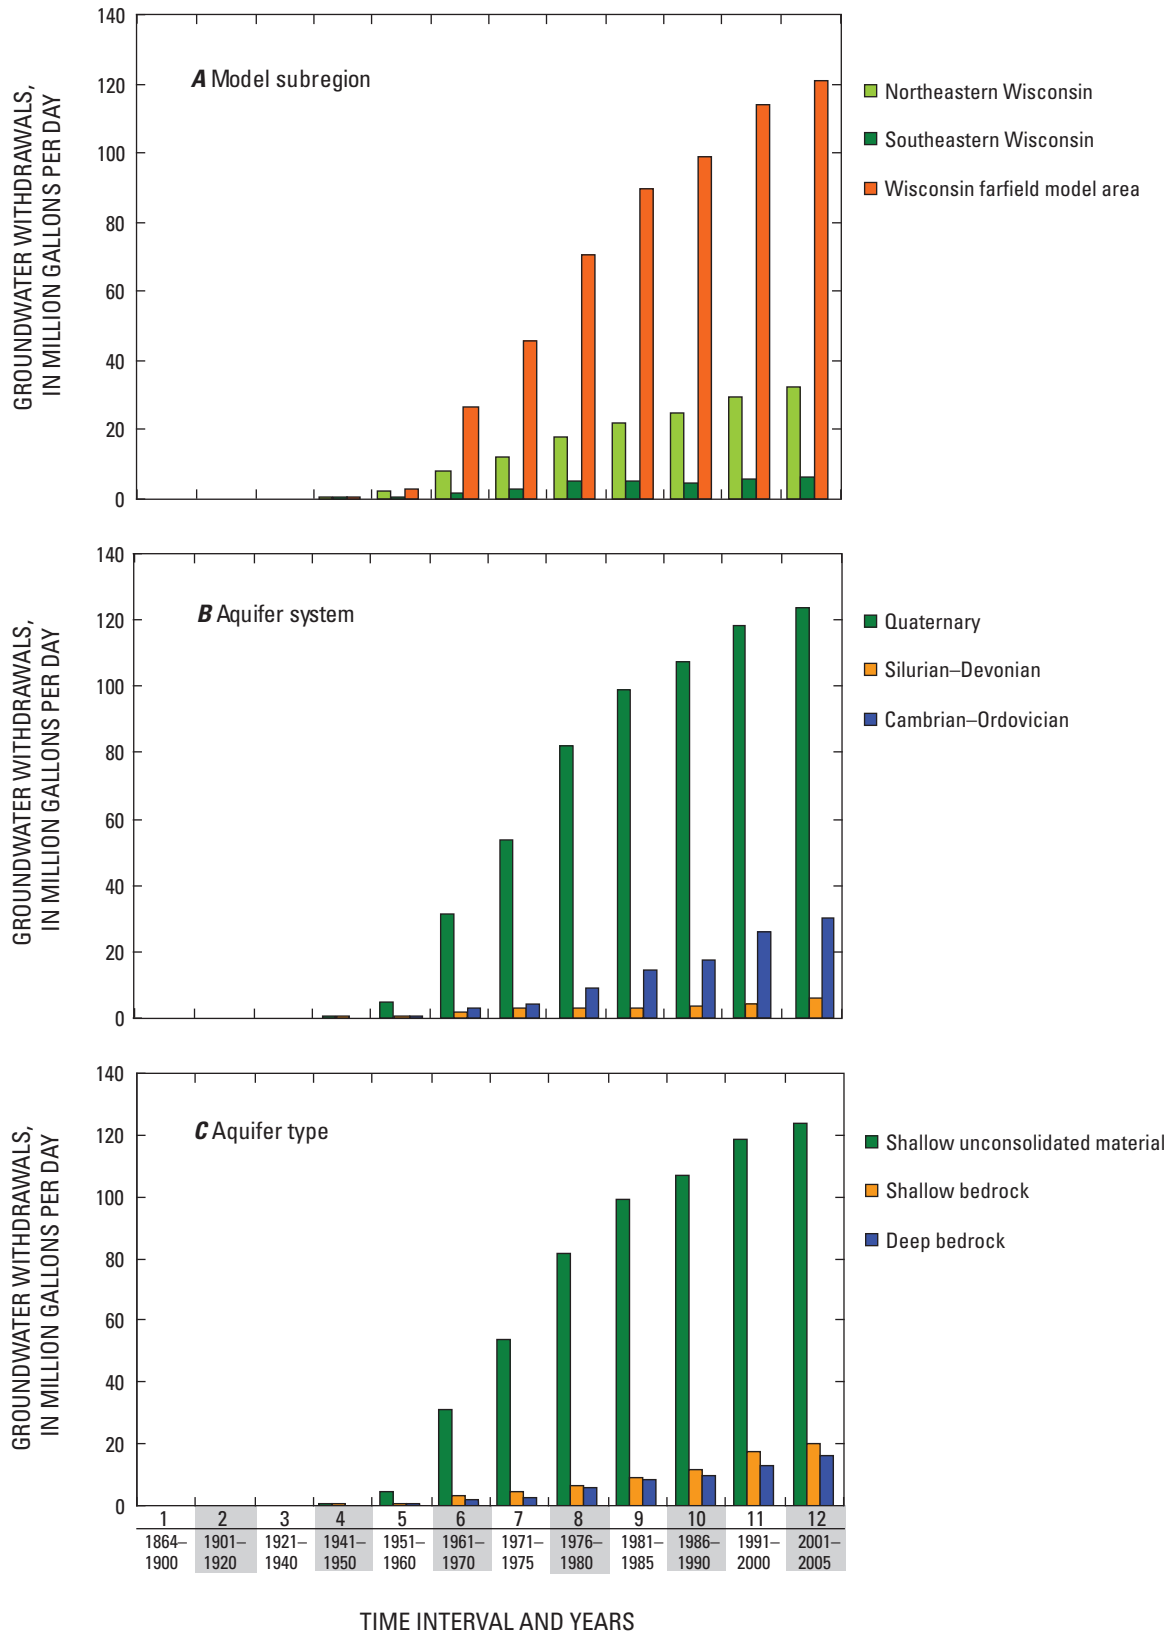 GROUNDWATER WITHDRAWALS,
IN MILLION GALLONS PER DAY
140
120
100
80
60
40
20
0
A Model subregion
Northeastern Wisconsin
Southeastern Wisconsin
Wisconsin farfield model area
GROUNDWATER WITHDRAWALS,
IN MILLION GALLONS PER DAY
140
120
100
80
60
40
20
0
B Aquifer system
Quaternary
Silurian–Devonian
Cambrian–Ordovician
GROUNDWATER WITHDRAWALS,
IN MILLION GALLONS PER DAY
140
120
100
80
60
40
20
0
C Aquifer type
Shallow unconsolidated material
Shallow bedrock
Deep bedrock
1 2 3 4 5 6 7 8 9 10 11 12
1864– 1901– 1921– 1941– 1951– 1961– 1971– 1976– 1981– 1986– 1991– 2001–
1900 1920 1940 1950 1960 1970 1975 1980 1985 1990 2000 2005
TIME INTERVAL AND YEARS